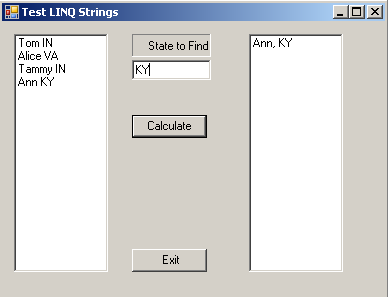 Test LINQ Strings
Tom IN
Alice VA
Tammy IN
Ann KY
State to Find
KY
Calculate
Exit
Ann, KY